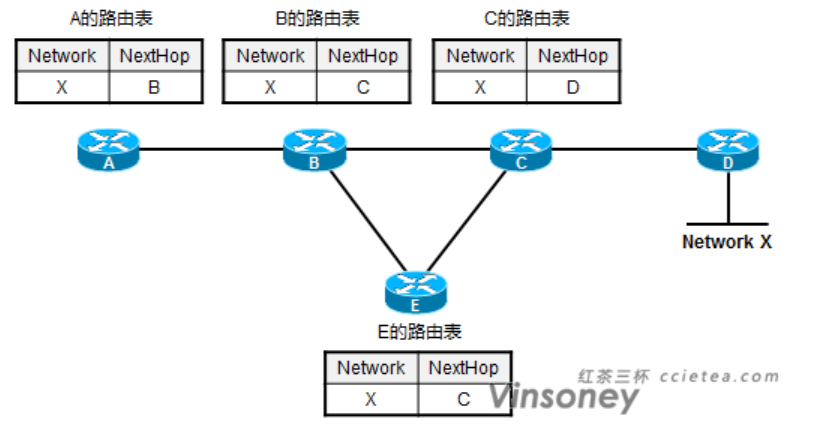 A的路由表 B的路由表 C的路由表
Network NextHop Network NextHop Network NextHop
X B X C X D
A B C D
Network X
E
E的路由表
Network NextHop
X C
红茶三杯 ccietea.com
Vinsoney